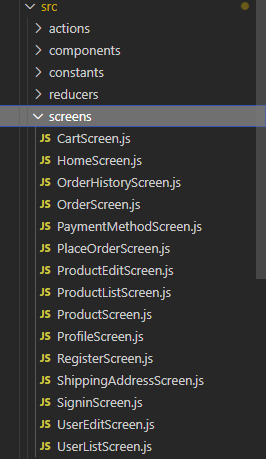 src
actions
components
constants
reducers
screens
JS CartScreen.js
JS HomeScreen.js
JS OrderHistoryScreen.js
JS OrderScreen.js
JS PaymentMethodScreen.js
JS PlaceOrderScreen.js
JS ProductEditScreen.js
JS ProductListScreen.js
JS ProductScreen.js
JS ProfileScreen.js
JS RegisterScreen.js
JS ShippingAddressScreen.js
JS SigninScreen.js
JS UserEditScreen.js
JS UserListScreen.js